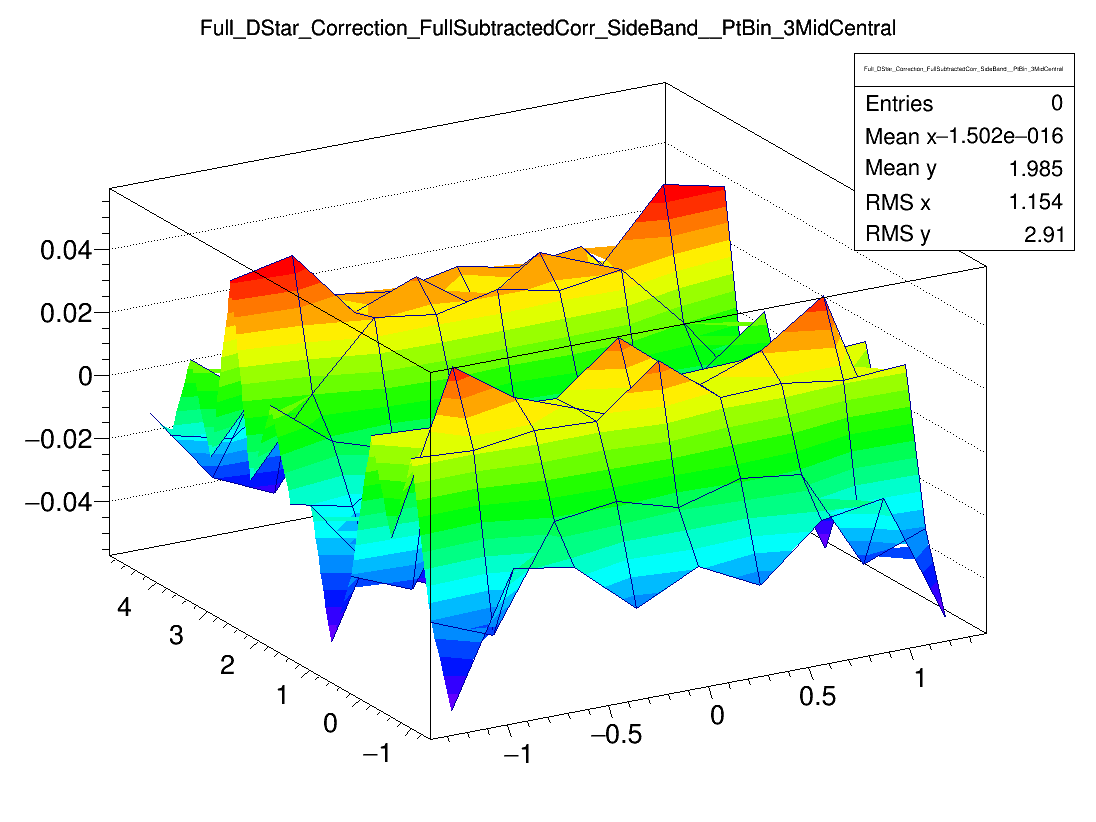 Full_DStar_Correction_FullSubtractedCorr_SideBand__PtBin_3MidCentral
Full_DStar_Correction_FullSubtractedCorr_SideBand__PtBin_3MidCentral
Entries 0
Mean x −1.502e−016
Mean y 1.985
RMS x 1.154
RMS y 2.91
0.04
0.02
0
−0.02
−0.04
4
3
2
1
0
−1
−1
−0.5
0
0.5
1